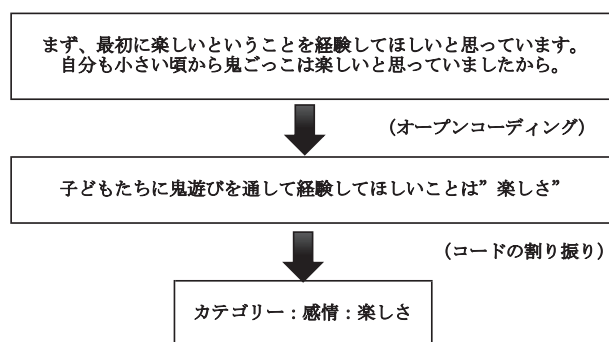 まず、最初に楽しいということを経験してほしいと思っています。
自分も小さい頃から鬼ごっこは楽しいと思っていましたから。
（オープンコーディング）
子どもたちに鬼遊びを通して経験してほしいことは”楽しさ”
（コードの割り振り）
カテゴリー：感情：楽しさ